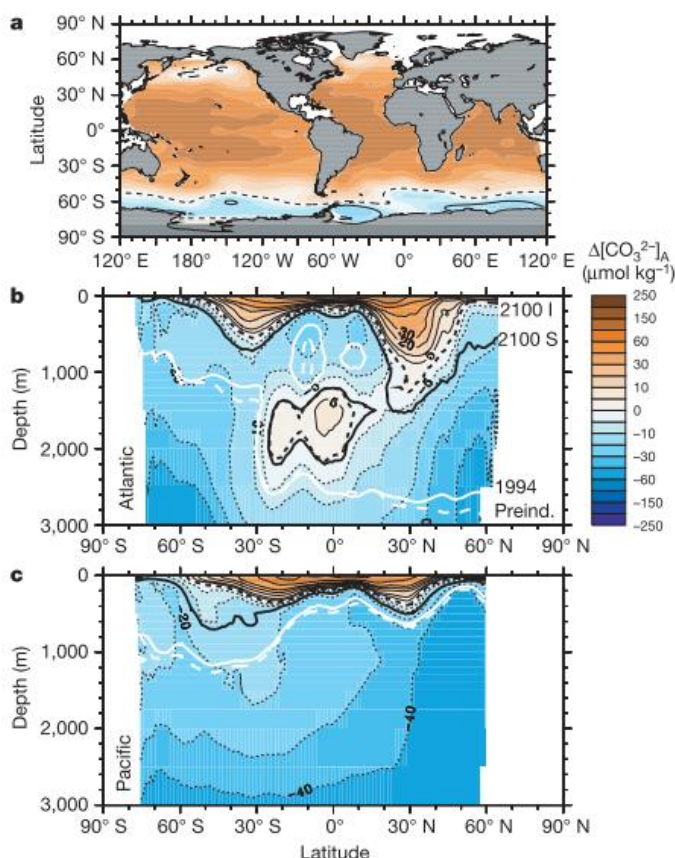 a
90° N
60° N
30° N
0°
30° S
60° S
90° S
Latitude
120° E 180° 120° W 60° W 0° 60° E 120° E
Δ[CO₃²⁻]A
(μmol kg⁻¹)
250
150
60
30
10
0
−10
−30
−60
−150
−250
b
0
1,000
2,000
3,000
Depth (m)
Atlantic
30
20
0
6
2100 I
2100 S
1994
Preind.
90° S 60° S 30° S 0° 30° N 60° N 90° N
c
0
1,000
2,000
3,000
Depth (m)
Pacific
−20
−40
−40
90° S 60° S 30° S 0° 30° N 60° N 90° N
Latitude